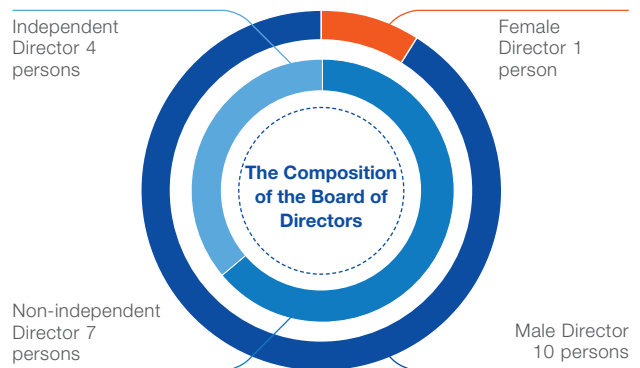 Independent
Director 4
persons
Female
Director 1
person
The Composition
of the Board of
Directors
Non-independent
Director 7
persons
Male Director
10 persons